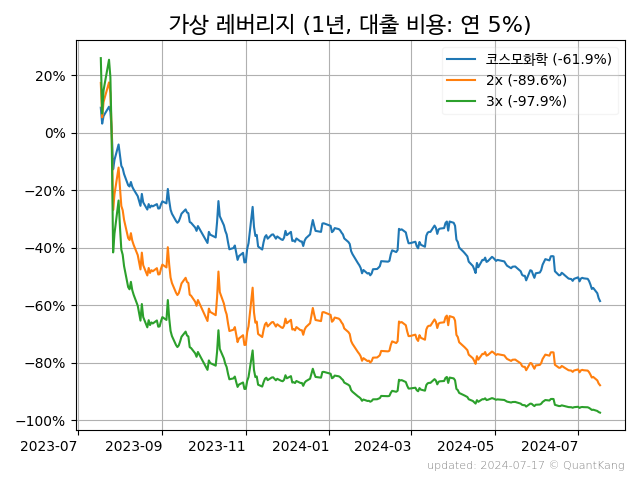 가상 레버리지 (1년, 대출 비용: 연 5%)
코스모화학 (-61.9%)
2x (-89.6%)
3x (-97.9%)
20%
0%
−20%
−40%
−60%
−80%
−100%
2023-07 2023-09 2023-11 2024-01 2024-03 2024-05 2024-07
updated: 2024-07-17 © QuantKang